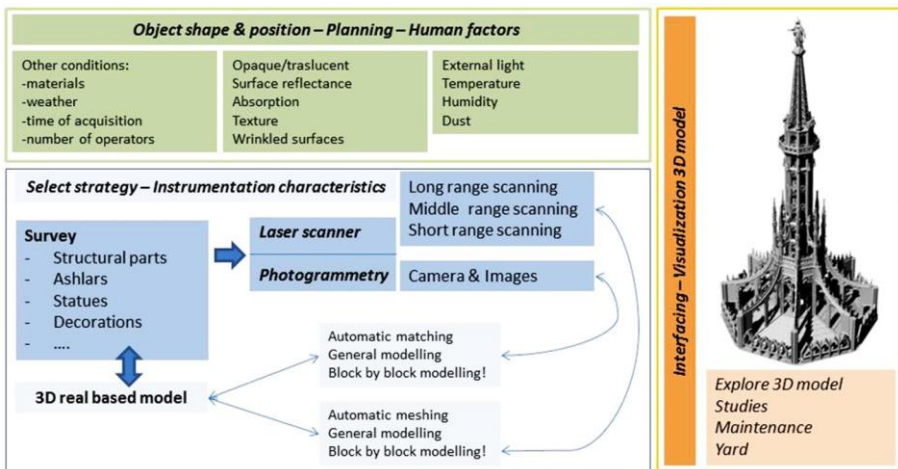 Object shape & position – Planning – Human factors
Other conditions:
-materials
-weather
-time of acquisition
-number of operators
Opaque/traslucent
Surface reflectance
Absorption
Texture
Wrinkled surfaces
External light
Temperature
Humidity
Dust
Select strategy – Instrumentation characteristics
Survey
- Structural parts
- Ashlars
- Statues
- Decorations
- ....
3D real based model
Laser scanner
Photogrammetry
Long range scanning
Middle range scanning
Short range scanning
Camera & Images
Automatic matching
General modelling
Block by block modelling!
Automatic meshing
General modelling
Block by block modelling!
Interfacing – Visualization 3D model
Explore 3D model
Studies
Maintenance
Yard